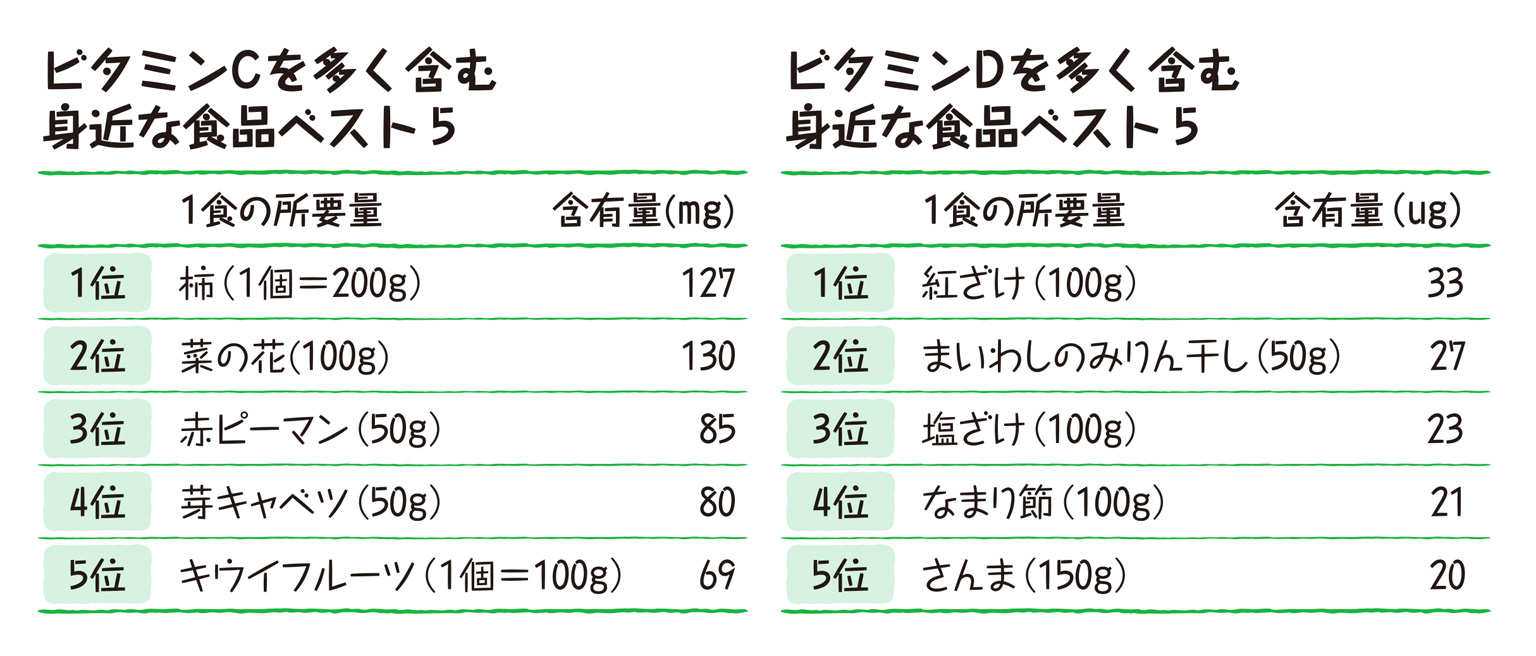 ビタミンCを多く含む
身近な食品ベスト5
1食の所要量 含有量(mg)
1位 柿(1個=200g) 127
2位 菜の花(100g) 130
3位 赤ピーマン(50g) 85
4位 芽キャベツ(50g) 80
5位 キウイフルーツ(1個=100g) 69
ビタミンDを多く含む
身近な食品ベスト5
1食の所要量 含有量(ug)
1位 紅ざけ(100g) 33
2位 まいわしのみりん干し(50g) 27
3位 塩ざけ(100g) 23
4位 なまり節(100g) 21
5位 さんま(150g) 20